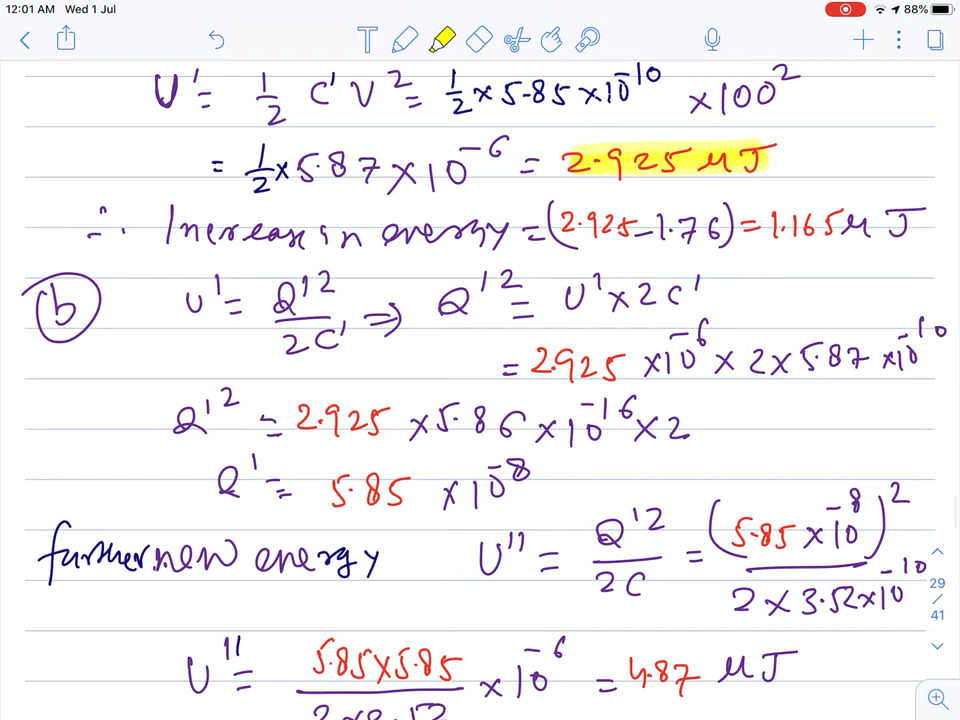 12:01 AM Wed 1 Jul 88%
U' = 1/2 C' V² = 1/2 × 5.85 × 10⁻¹⁰ × 100²
= 1/2 × 5.87 × 10⁻⁶ = 2.925 μJ
∴ Increase in energy = (2.925 - 1.76) = 1.165 μJ
(b) U' = Q'²/2C' ⇒ Q'² = U' × 2C'
= 2.925 × 10⁻⁶ × 2 × 5.87 × 10⁻¹⁰
Q'² = 2.925 × 5.86 × 10⁻¹⁶ × 2
Q' = 5.85 × 10⁻⁸
further new energy U'' = Q'²/2C = (5.85 × 10⁻⁸)²/2 × 3.52 × 10⁻¹⁰
29/41
U'' = 5.85 × 5.85/ × 10⁻⁶ = 4.87 μJ